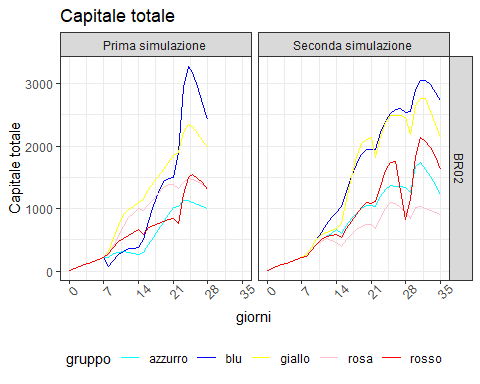 Capitale totale
Prima simulazione
Seconda simulazione
BR02
Capitale totale
3000
2000
1000
0
0 7 14 21 28 35
0 7 14 21 28 35
giorni
gruppo azzurro blu giallo rosa rosso